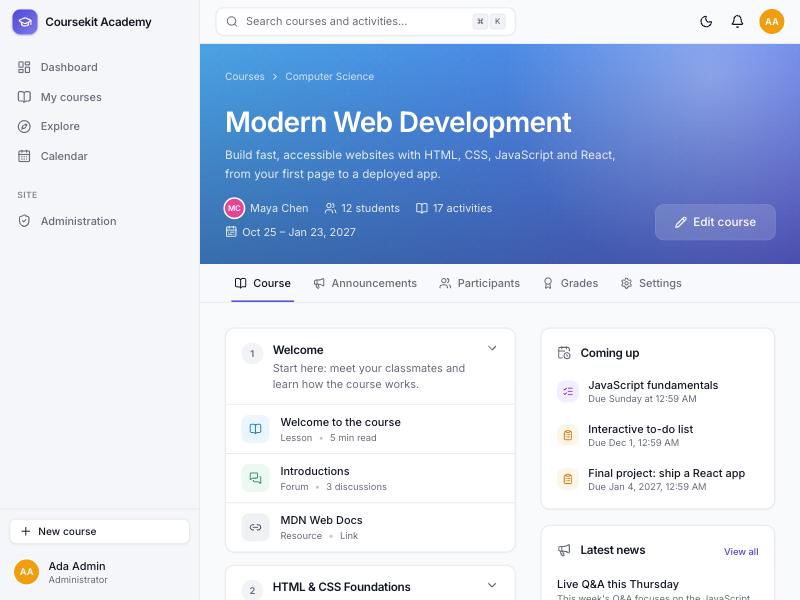 Coursekit Academy
Search courses and activities...
⌘ K
AA
Dashboard
My courses
Explore
Calendar
SITE
Administration
New course
AA
Ada Admin
Administrator
Courses > Computer Science
Modern Web Development
Build fast, accessible websites with HTML, CSS, JavaScript and React,
from your first page to a deployed app.
MC Maya Chen 12 students 17 activities
Oct 25 – Jan 23, 2027
Edit course
Course Announcements Participants Grades Settings
1 Welcome
Start here: meet your classmates and
learn how the course works.
Welcome to the course
Lesson • 5 min read
Introductions
Forum • 3 discussions
MDN Web Docs
Resource • Link
2 HTML & CSS Foundations
Coming up
JavaScript fundamentals
Due Sunday at 12:59 AM
Interactive to-do list
Due Dec 1, 12:59 AM
Final project: ship a React app
Due Jan 4, 2027, 12:59 AM
Latest news
View all
Live Q&A this Thursday
This week's Q&A focuses on the JavaScript